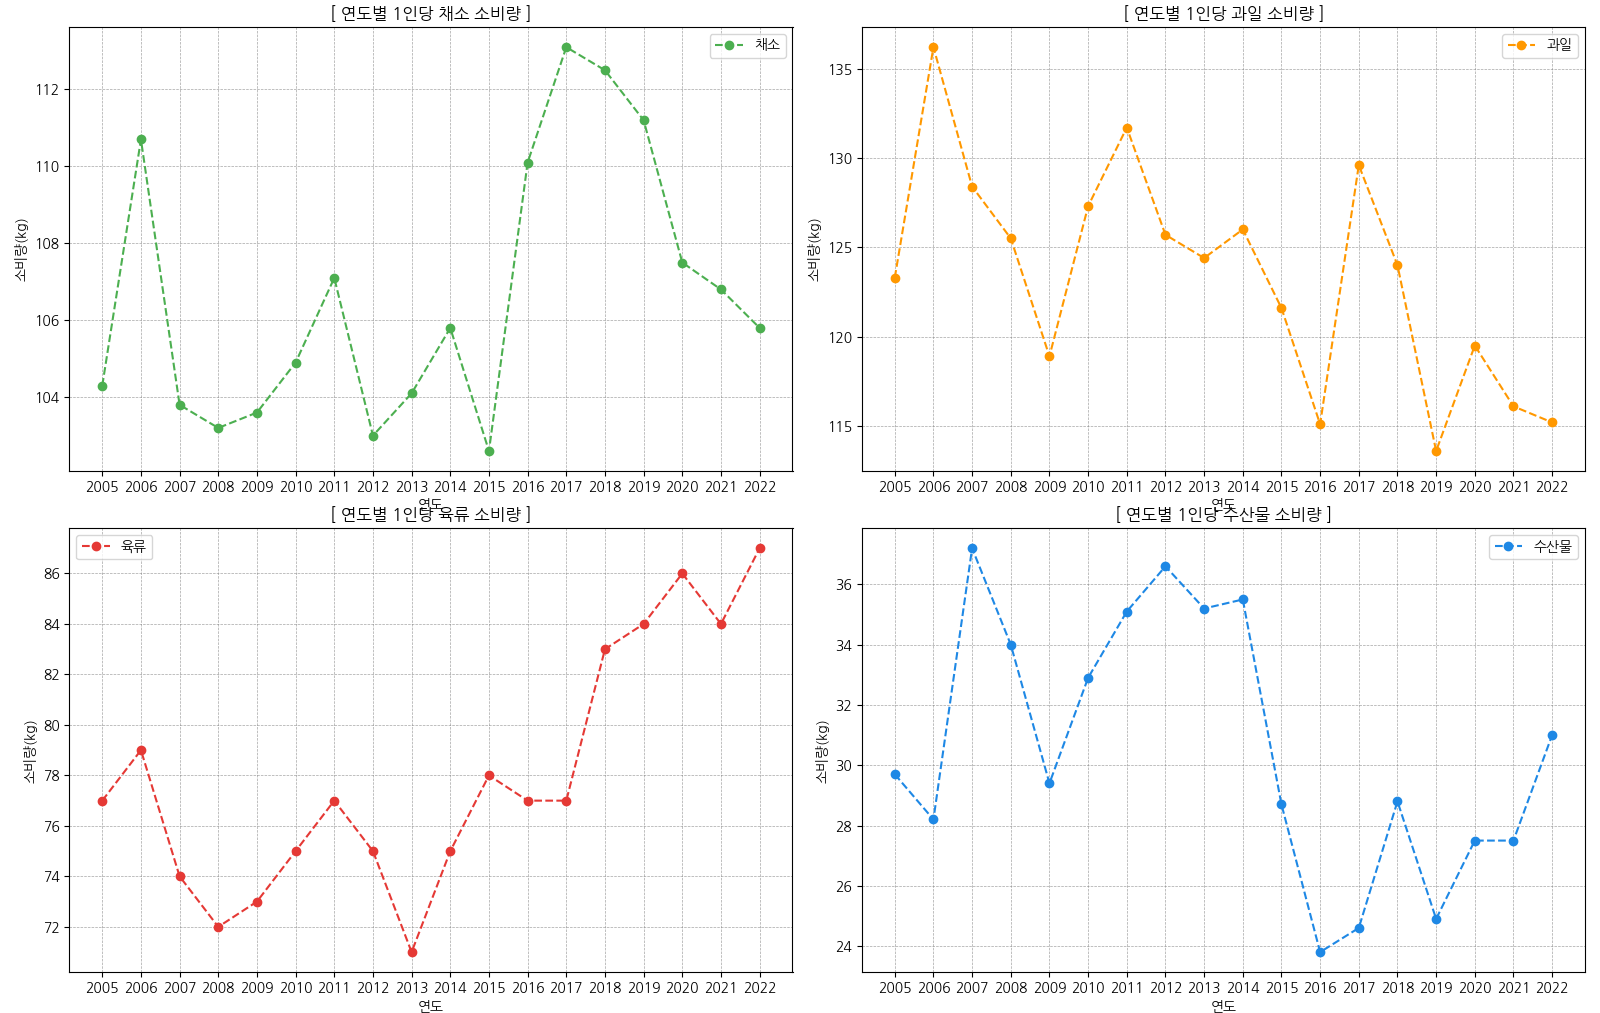 [ 연도별 1인당 채소 소비량 ]
채소
소비량(kg)
112
110
108
106
104
2005 2006 2007 2008 2009 2010 2011 2012 2013 2014 2015 2016 2017 2018 2019 2020 2021 2022
연도
[ 연도별 1인당 과일 소비량 ]
과일
소비량(kg)
135
130
125
120
115
2005 2006 2007 2008 2009 2010 2011 2012 2013 2014 2015 2016 2017 2018 2019 2020 2021 2022
연도
[ 연도별 1인당 육류 소비량 ]
육류
소비량(kg)
86
84
82
80
78
76
74
72
2005 2006 2007 2008 2009 2010 2011 2012 2013 2014 2015 2016 2017 2018 2019 2020 2021 2022
연도
[ 연도별 1인당 수산물 소비량 ]
수산물
소비량(kg)
36
34
32
30
28
26
24
2005 2006 2007 2008 2009 2010 2011 2012 2013 2014 2015 2016 2017 2018 2019 2020 2021 2022
연도